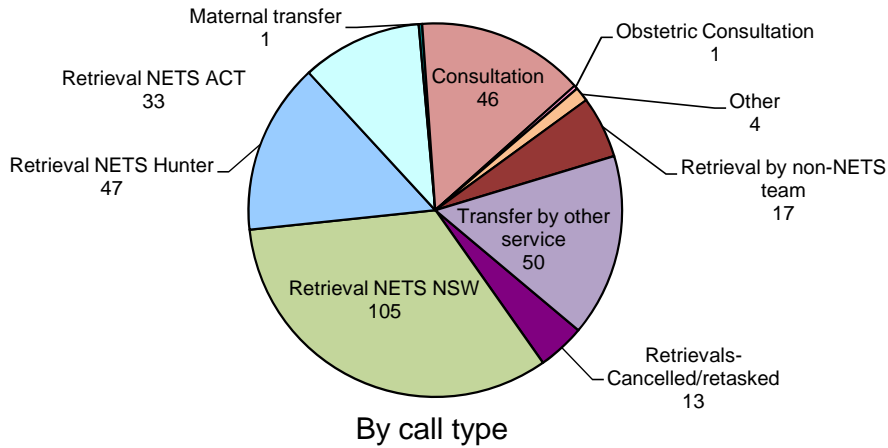 Maternal transfer
1
Obstetric Consultation
1
Retrieval NETS ACT
33
Consultation
46
Other
4
Retrieval NETS Hunter
47
Retrieval by non-NETS
team
17
Transfer by other
service
50
Retrieval NETS NSW
105
Retrievals-
Cancelled/retasked
13
By call type